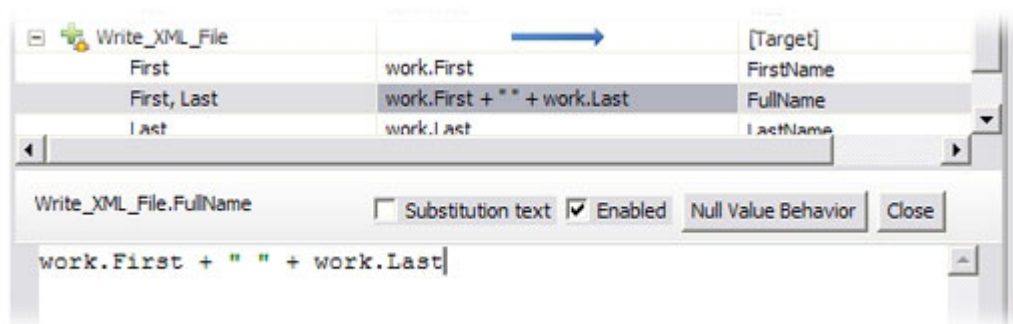 Write_XML_File [Target]
First work.First FirstName
First, Last work.First + " " + work.Last FullName
Last work.Last LastName
Write_XML_File.FullName Substitution text Enabled Null Value Behavior Close
work.First + " " + work.Last